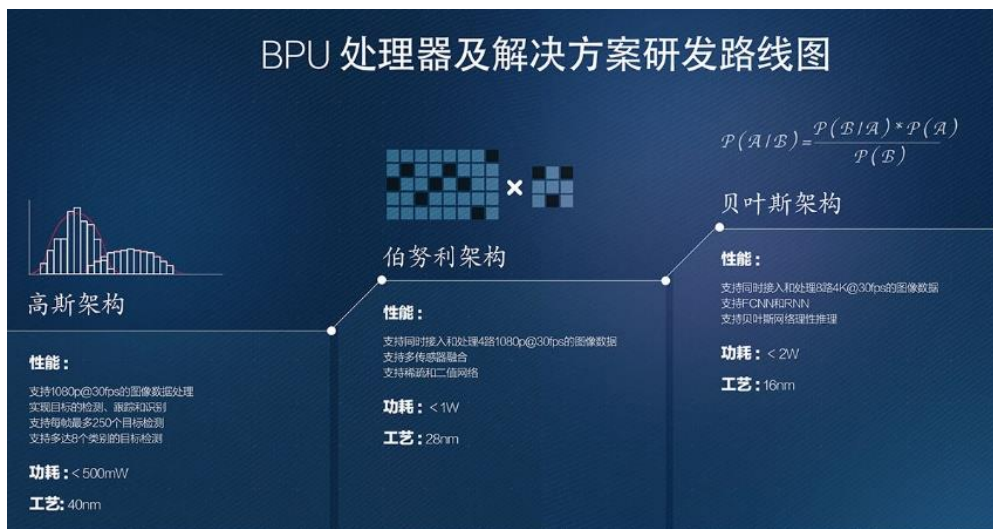 BPU 处理器及解决方案研发路线图
高斯架构
性能：
支持1080p@30fps的图像数据处理
实现目标的检测、跟踪和识别
支持每帧最多250个目标检测
支持多达8个类别的目标检测
功耗：< 500mW
工艺: 40nm
伯努利架构
性能：
支持同时接入和处理4路1080p@30fps的图像数据
支持多传感器融合
支持稀疏和二值网络
功耗：< 1W
工艺：28nm
P(A/B)=P(B/A)*P(A)
P(B)
贝叶斯架构
性能：
支持同时接入和处理8路4K@30fps的图像数据
支持FCNN和RNN
支持贝叶斯网络理性推理
功耗：< 2W
工艺：16nm